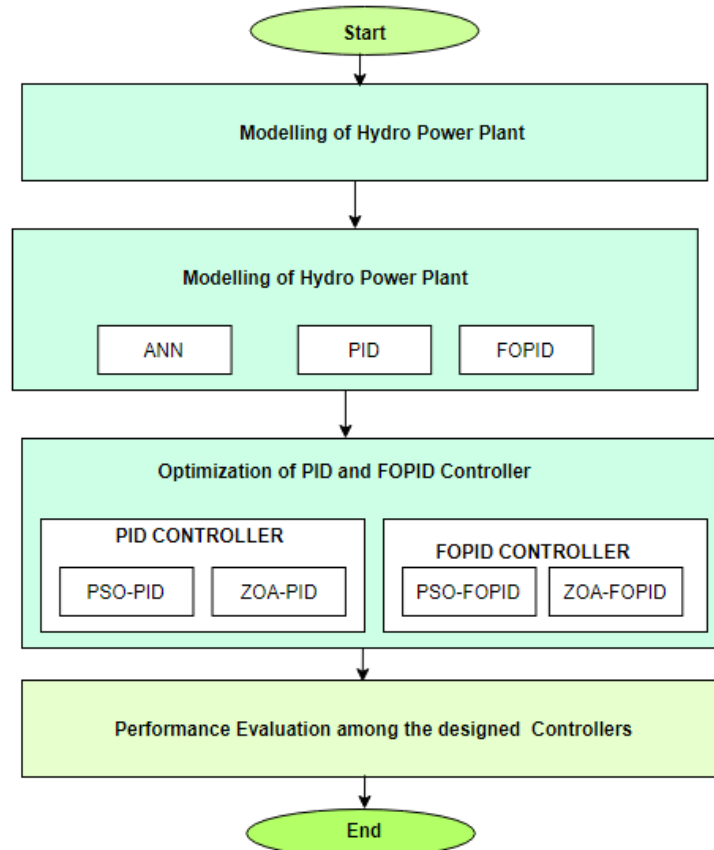 Start
Modelling of Hydro Power Plant
Modelling of Hydro Power Plant
ANN PID FOPID
Optimization of PID and FOPID Controller
PID CONTROLLER
PSO-PID ZOA-PID
FOPID CONTROLLER
PSO-FOPID ZOA-FOPID
Performance Evaluation among the designed Controllers
End